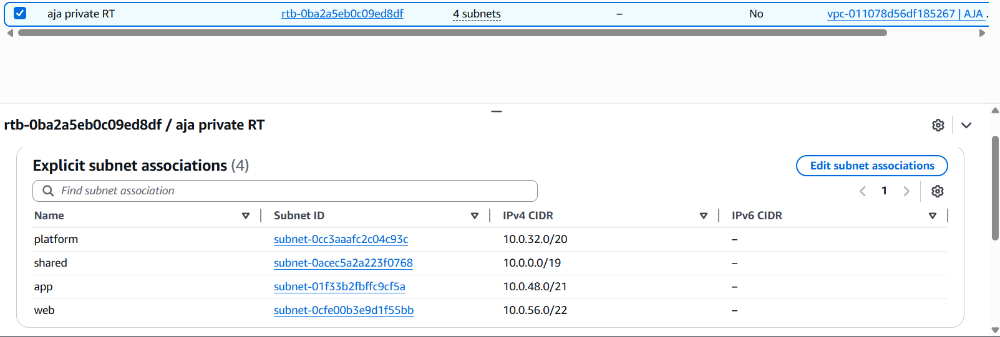 aja private RT rtb-0ba2a5eb0c09ed8df 4 subnets – No vpc-011078d56df185267 | AJA .
rtb-0ba2a5eb0c09ed8df / aja private RT
Explicit subnet associations (4) Edit subnet associations
Find subnet association 1
Name Subnet ID IPv4 CIDR IPv6 CIDR
platform subnet-0cc3aaafc2c04c93c 10.0.32.0/20 –
shared subnet-0acec5a2a223f0768 10.0.0.0/19 –
app subnet-01f33b2fbffc9cf5a 10.0.48.0/21 –
web subnet-0cfe00b3e9d1f55bb 10.0.56.0/22 –